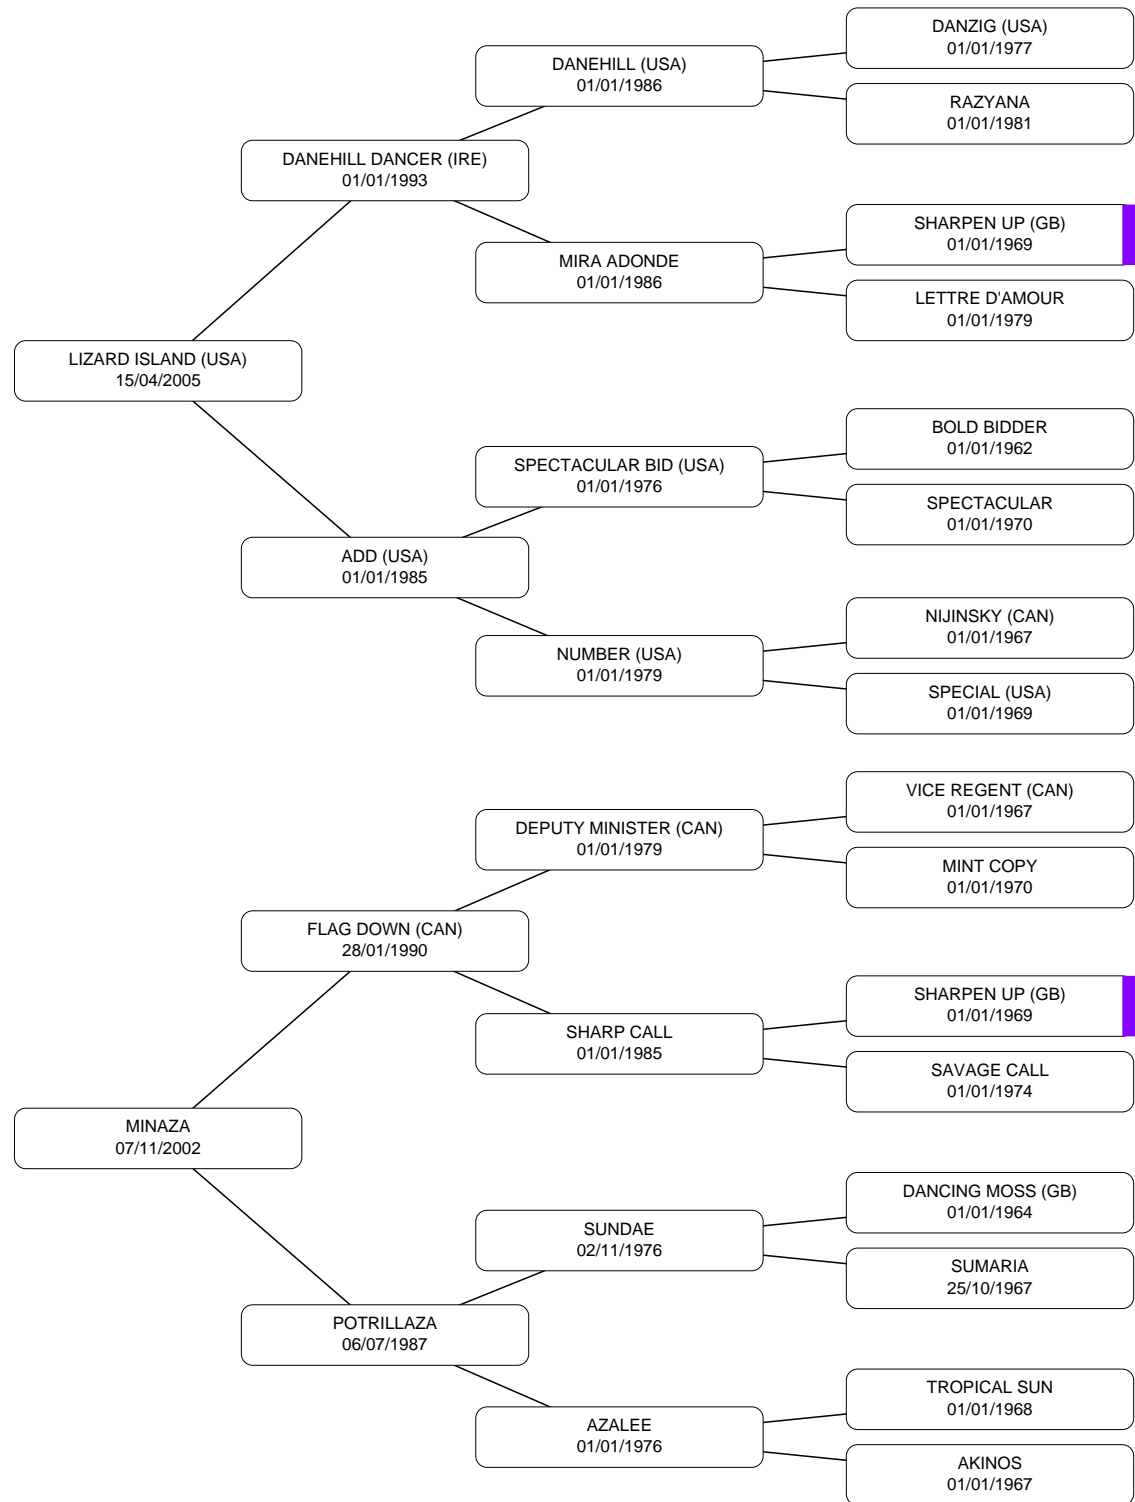 DANZIG (USA)
01/01/1977
DANEHILL (USA)
01/01/1986
RAZYANA
01/01/1981
DANEHILL DANCER (IRE)
01/01/1993
SHARPEN UP (GB)
01/01/1969
MIRA ADONDE
01/01/1986
LETTRE D'AMOUR
01/01/1979
LIZARD ISLAND (USA)
15/04/2005
BOLD BIDDER
01/01/1962
SPECTACULAR BID (USA)
01/01/1976
SPECTACULAR
01/01/1970
ADD (USA)
01/01/1985
NIJINSKY (CAN)
01/01/1967
NUMBER (USA)
01/01/1979
SPECIAL (USA)
01/01/1969
VICE REGENT (CAN)
01/01/1967
DEPUTY MINISTER (CAN)
01/01/1979
MINT COPY
01/01/1970
FLAG DOWN (CAN)
28/01/1990
SHARPEN UP (GB)
01/01/1969
SHARP CALL
01/01/1985
SAVAGE CALL
01/01/1974
MINAZA
07/11/2002
DANCING MOSS (GB)
01/01/1964
SUNDAE
02/11/1976
SUMARIA
25/10/1967
POTRILLAZA
06/07/1987
TROPICAL SUN
01/01/1968
AZALEE
01/01/1976
AKINOS
01/01/1967